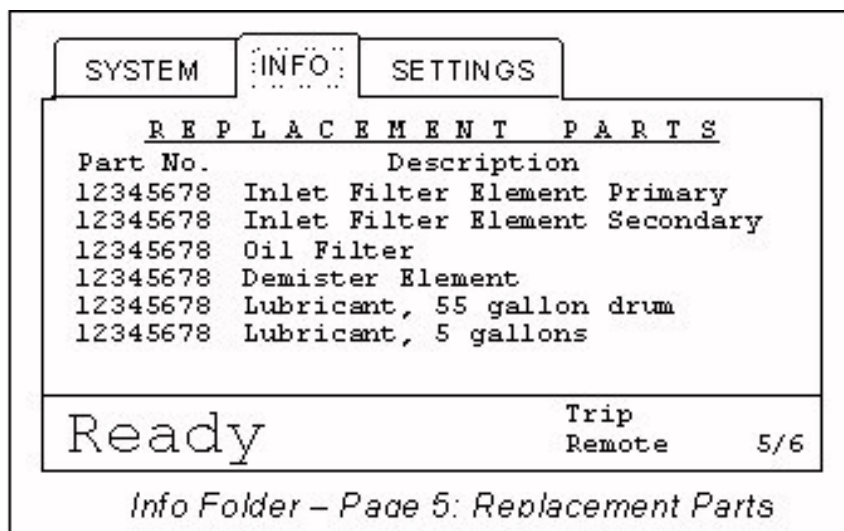 SYSTEM INFO SETTINGS
REPLACEMENT PARTS
Part No. Description
12345678 Inlet Filter Element Primary
12345678 Inlet Filter Element Secondary
12345678 Oil Filter
12345678 Demister Element
12345678 Lubricant, 55 gallon drum
12345678 Lubricant, 5 gallons
Ready
Trip
Remote 5/6
Info Folder – Page 5: Replacement Parts